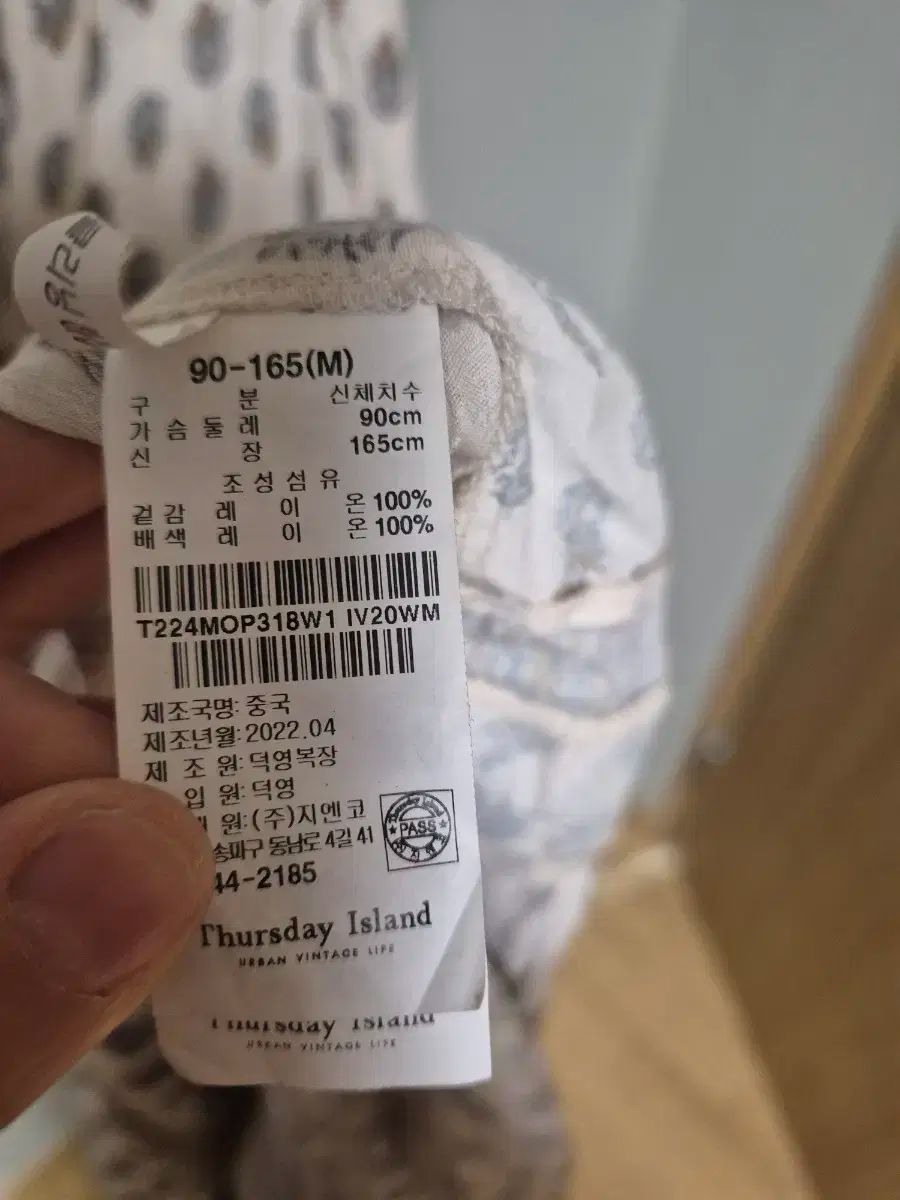 90-165(M)
구 분 신체치수
가 슴 둘 레 90cm
신 장 165cm
조 성 섬 유
겉 감 레 이 온 100%
배 색 레 이 온 100%
T224MOP318W1 IV20WM
제조국명: 중국
제조년월: 2022.04
제 조 원: 덕영복장
입 원: 덕영
원: (주)지엔코
송파구 동남로 4길 41
44-2185
Thursday Island
PASS
Thursday Island
URBAN VINTAGE LIFE
Thursday Island
URBAN VINTAGE LIFE